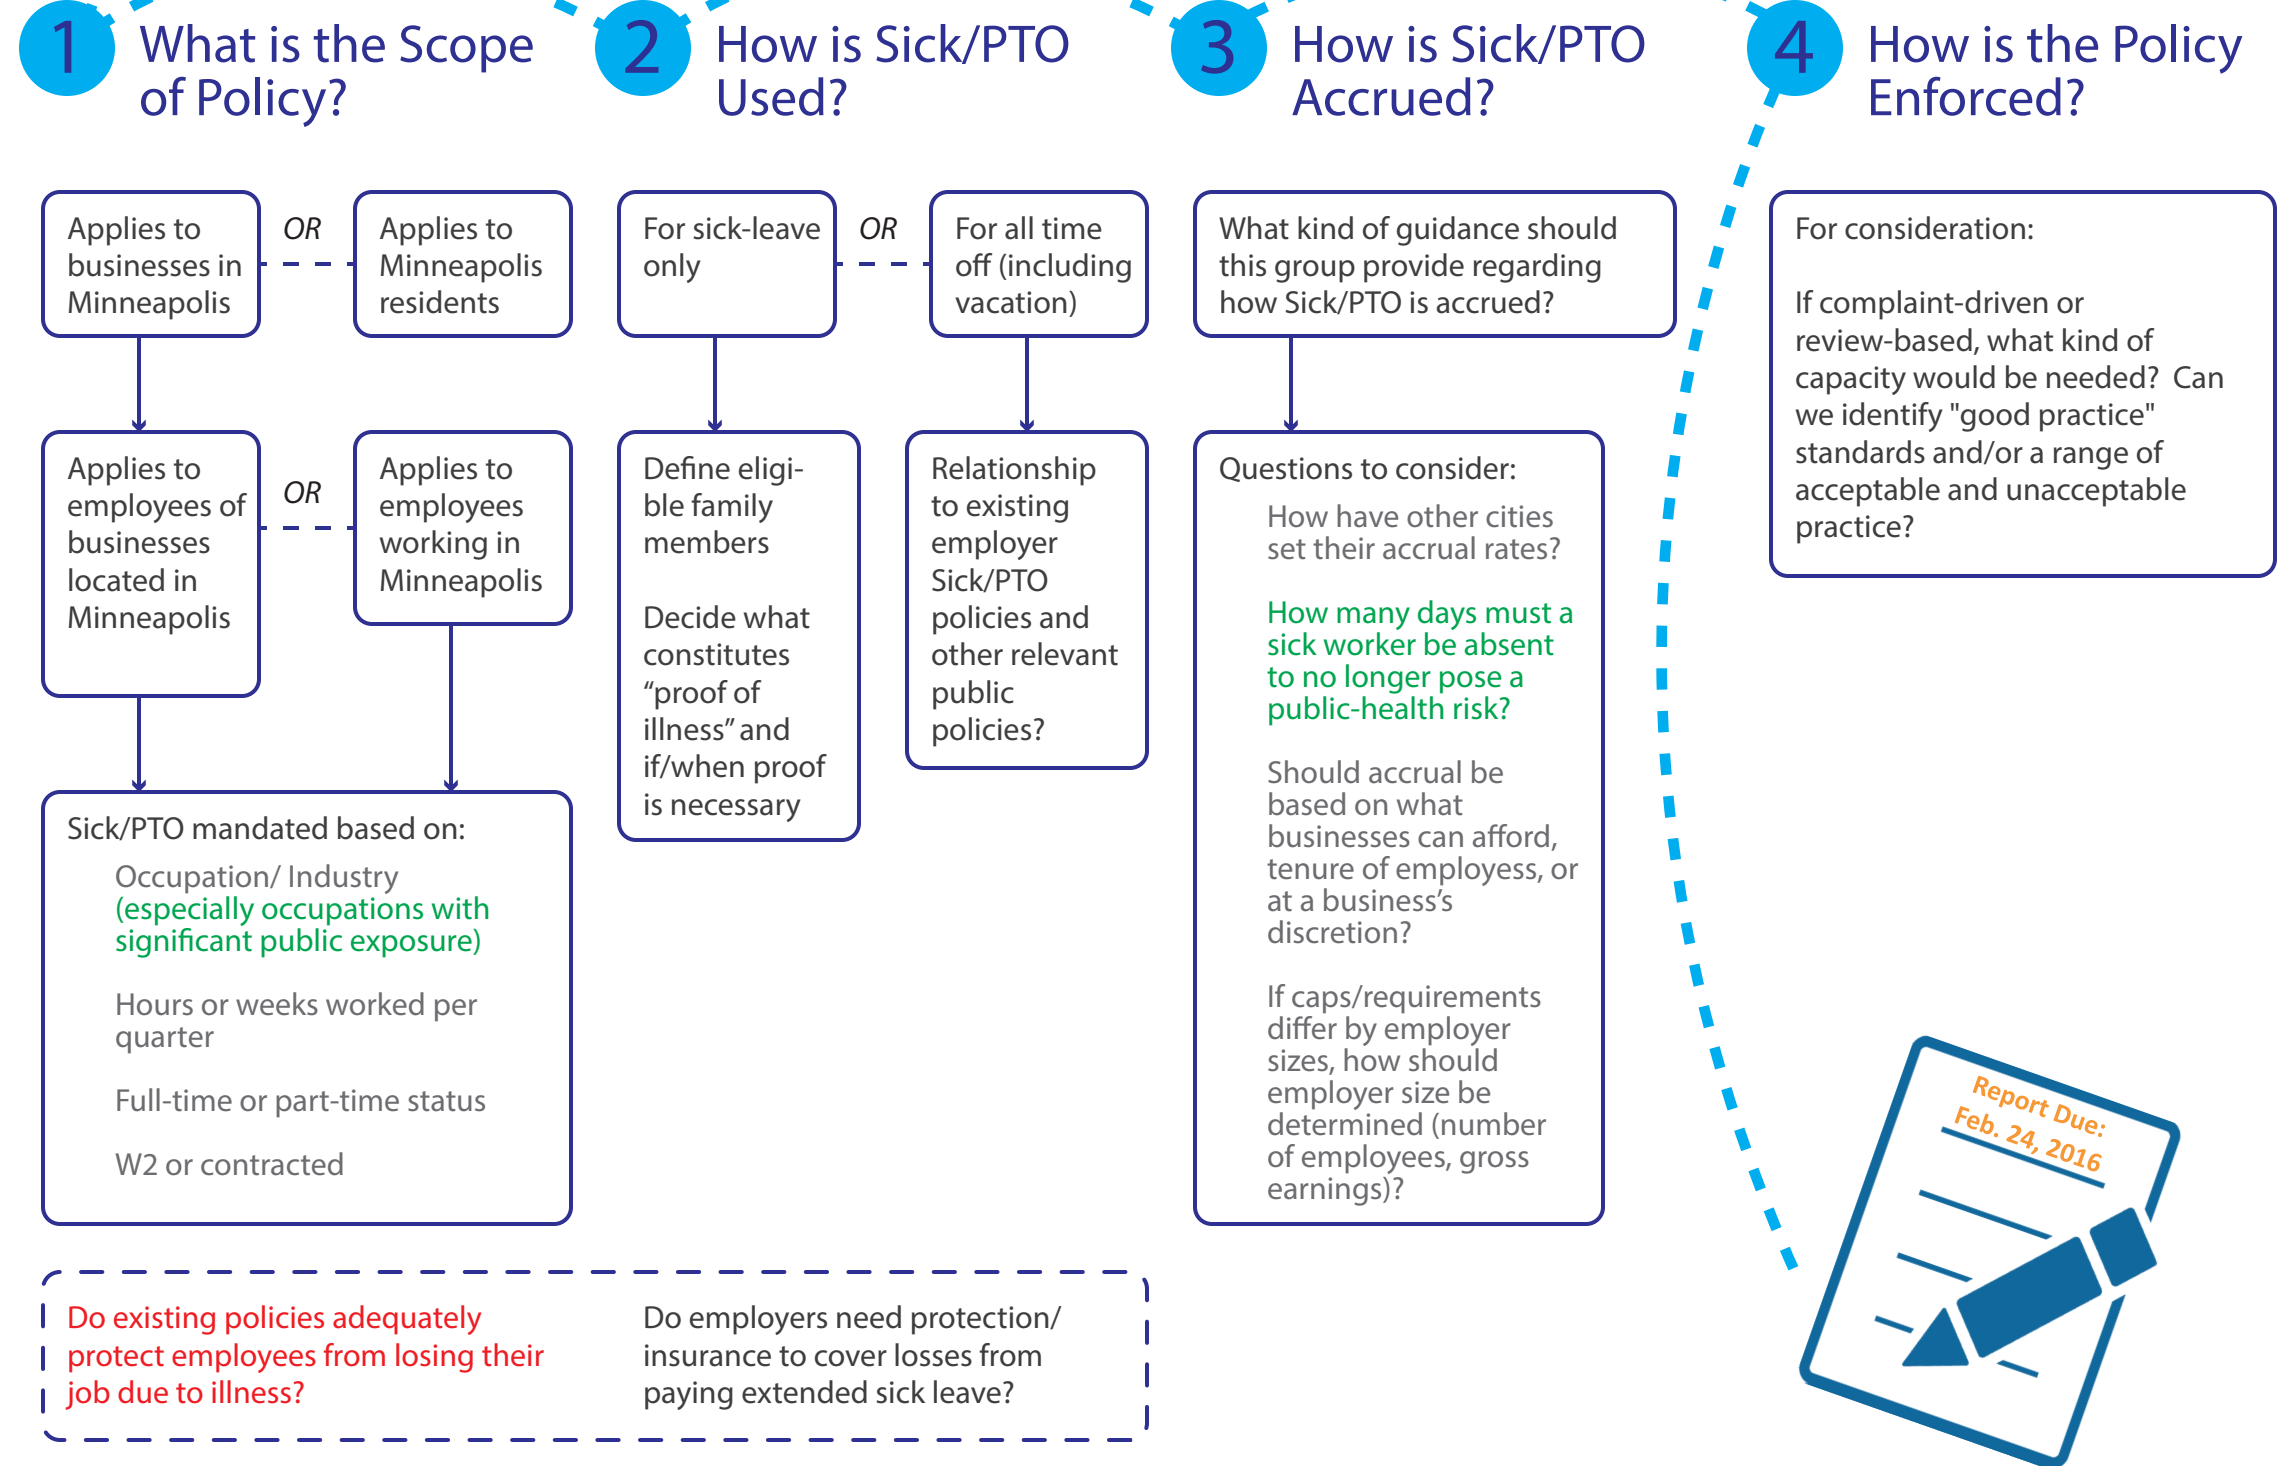 1
What is the Scope
of Policy?
2
How is Sick/PTO
Used?
3
How is Sick/PTO
Accrued?
4
How is the Policy
Enforced?
Applies to
businesses in
Minneapolis
OR
Applies to
Minneapolis
residents
Applies to
employees of
businesses
located in
Minneapolis
OR
Applies to
employees
working in
Minneapolis
Sick/PTO mandated based on:
Occupation/ Industry
(especially occupations with
significant public exposure)
Hours or weeks worked per
quarter
Full-time or part-time status
W2 or contracted
For sick-leave
only
OR
For all time
off (including
vacation)
Define eligi-
ble family
members
Decide what
constitutes
“proof of
illness” and
if/when proof
is necessary
Relationship
to existing
employer
Sick/PTO
policies and
other relevant
public
policies?
What kind of guidance should
this group provide regarding
how Sick/PTO is accrued?
Questions to consider:
How have other cities
set their accrual rates?
How many days must a
sick worker be absent
to no longer pose a
public-health risk?
Should accrual be
based on what
businesses can afford,
tenure of employess, or
at a business’s
discretion?
If caps/requirements
differ by employer
sizes, how should
employer size be
determined (number
of employees, gross
earnings)?
For consideration:
If complaint-driven or
review-based, what kind of
capacity would be needed?  Can
we identify "good practice"
standards and/or a range of
acceptable and unacceptable
practice?
Do existing policies adequately
protect employees from losing their
job due to illness?
Do employers need protection/
insurance to cover losses from
paying extended sick leave?
Report Due:
Feb. 24, 2016